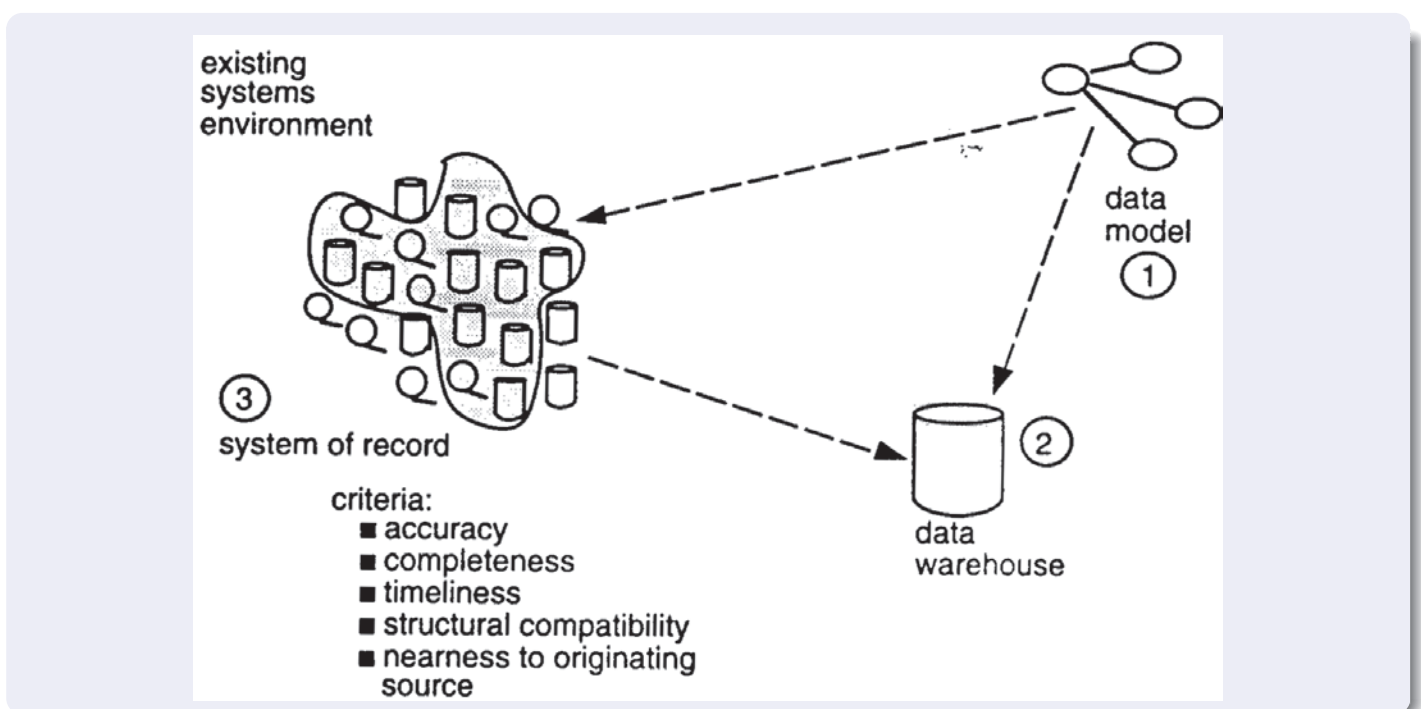 existing
systems
environment
data
model
1
3
system of record
2
data
warehouse
criteria:
■ accuracy
■ completeness
■ timeliness
■ structural compatibility
■ nearness to originating
source